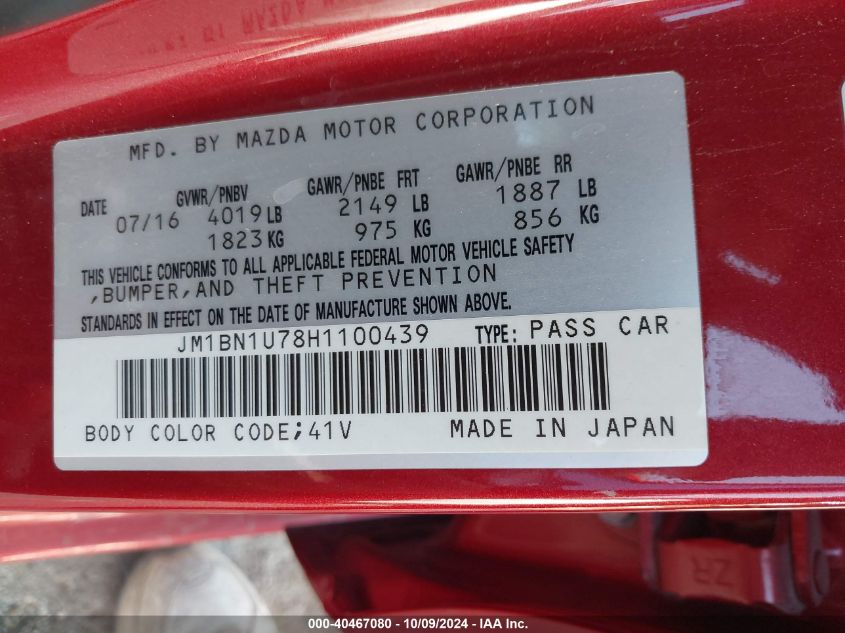 MFD. BY MAZDA MOTOR CORPORATION
DATE GVWR/PNBV GAWR/PNBE FRT GAWR/PNBE RR
07/16 4019 LB 2149 LB 1887 LB
1823 KG 975 KG 856 KG
THIS VEHICLE CONFORMS TO ALL APPLICABLE FEDERAL MOTOR VEHICLE SAFETY
,BUMPER,AND THEFT PREVENTION
STANDARDS IN EFFECT ON THE DATE OF MANUFACTURE SHOWN ABOVE.
JM1BN1U78H1100439 TYPE: PASS CAR
BODY COLOR CODE;41V MADE IN JAPAN
ZR
000-40467080 - 10/09/2024 - IAA Inc.